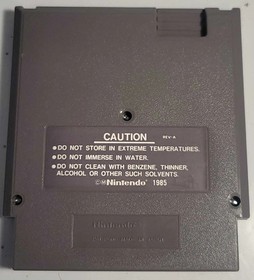 CAUTION REV-A
● DO NOT STORE IN EXTREME TEMPERATURES.
● DO NOT IMMERSE IN WATER.
● DO NOT CLEAN WITH BENZENE, THINNER,
ALCOHOL OR OTHER SUCH SOLVENTS.
©®Nintendo 1985
Nintendo